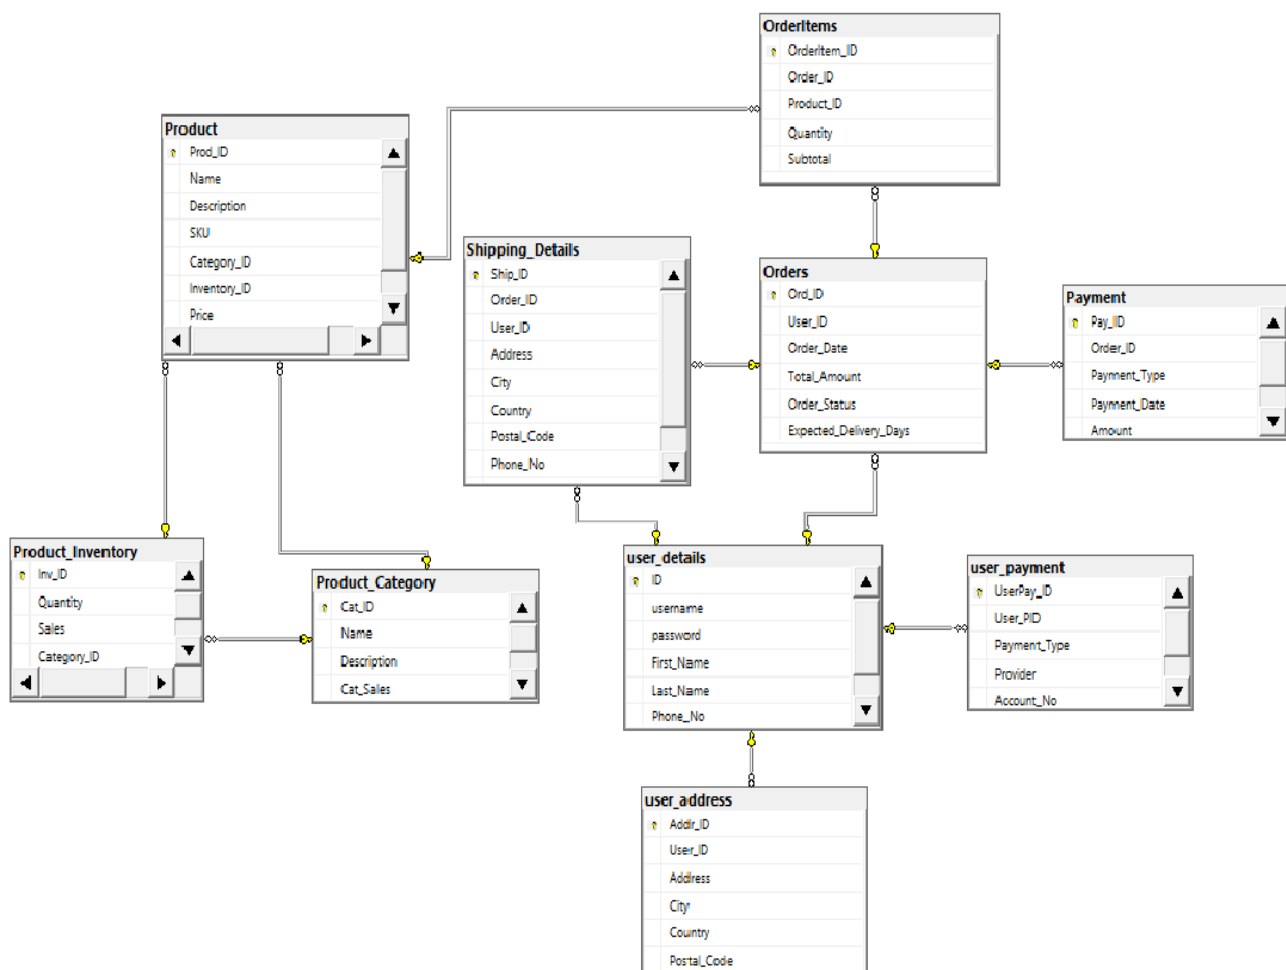 OrderItems
OrderItem_ID
Order_ID
Product_ID
Quantity
Subtotal
Product
Prod_ID
Name
Description
SKU
Category_ID
Inventory_ID
Price
Shipping_Details
Ship_ID
Order_ID
User_ID
Address
City
Country
Postal_Code
Phone_No
Orders
Ord_ID
User_ID
Order_Date
Total_Amount
Order_Status
Expected_Delivery_Days
Payment
Pay_ID
Order_ID
Payment_Type
Payment_Date
Amount
Product_Inventory
Inv_ID
Quantity
Sales
Category_ID
Product_Category
Cat_ID
Name
Description
Cat_Sales
user_details
ID
username
password
First_Name
Last_Name
Phone_No
user_payment
UserPay_ID
User_PID
Payment_Type
Provider
Account_No
user_address
Addr_ID
User_ID
Address
City
Country
Postal_Code